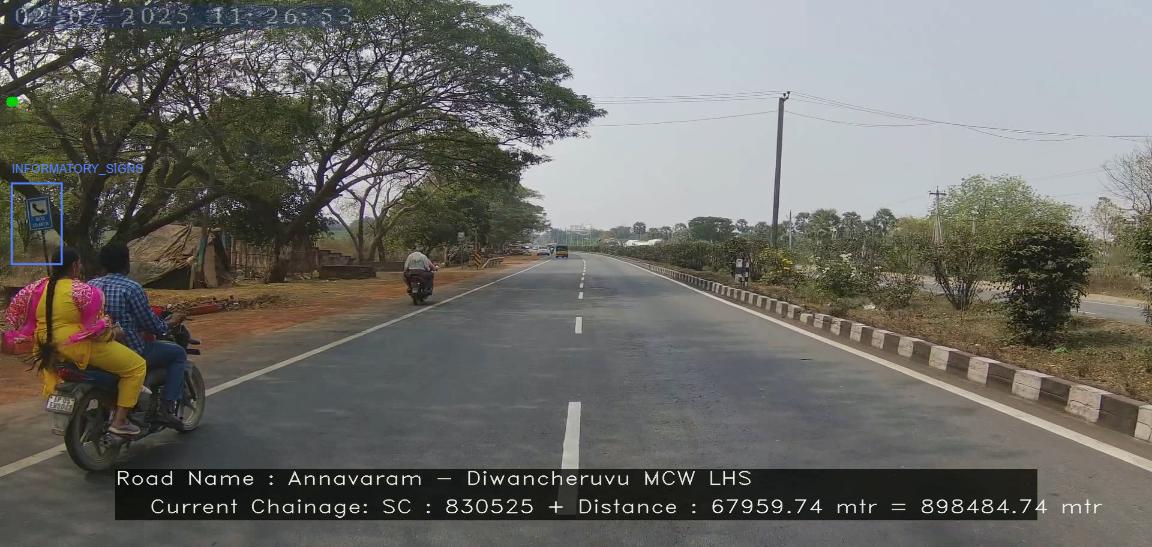 02-07-2025 11:26:53
INFORMATORY_SIGNS
Road Name : Annavaram - Diwancheruvu MCW LHS
Current Chainage: SC : 830525 + Distance : 67959.74 mtr = 898484.74 mtr